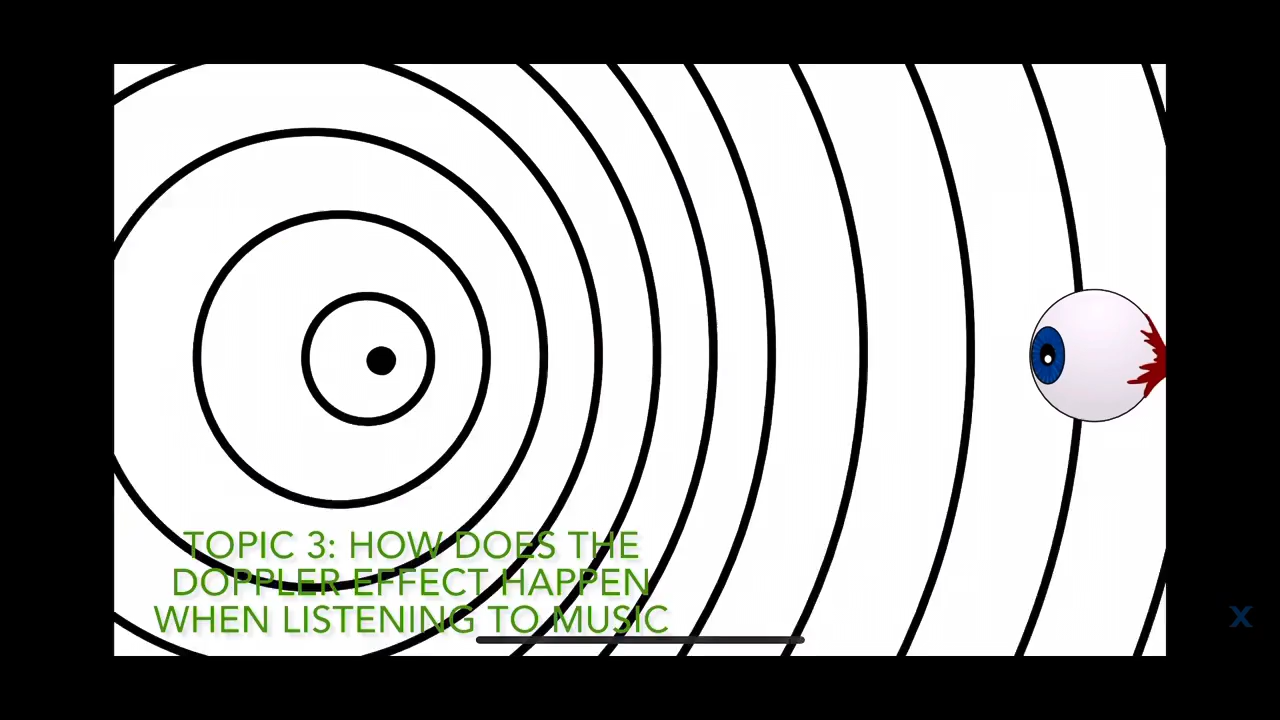 TOPIC 3: HOW DOES THE
DOPPLER EFFECT HAPPEN
WHEN LISTENING TO MUSIC
X